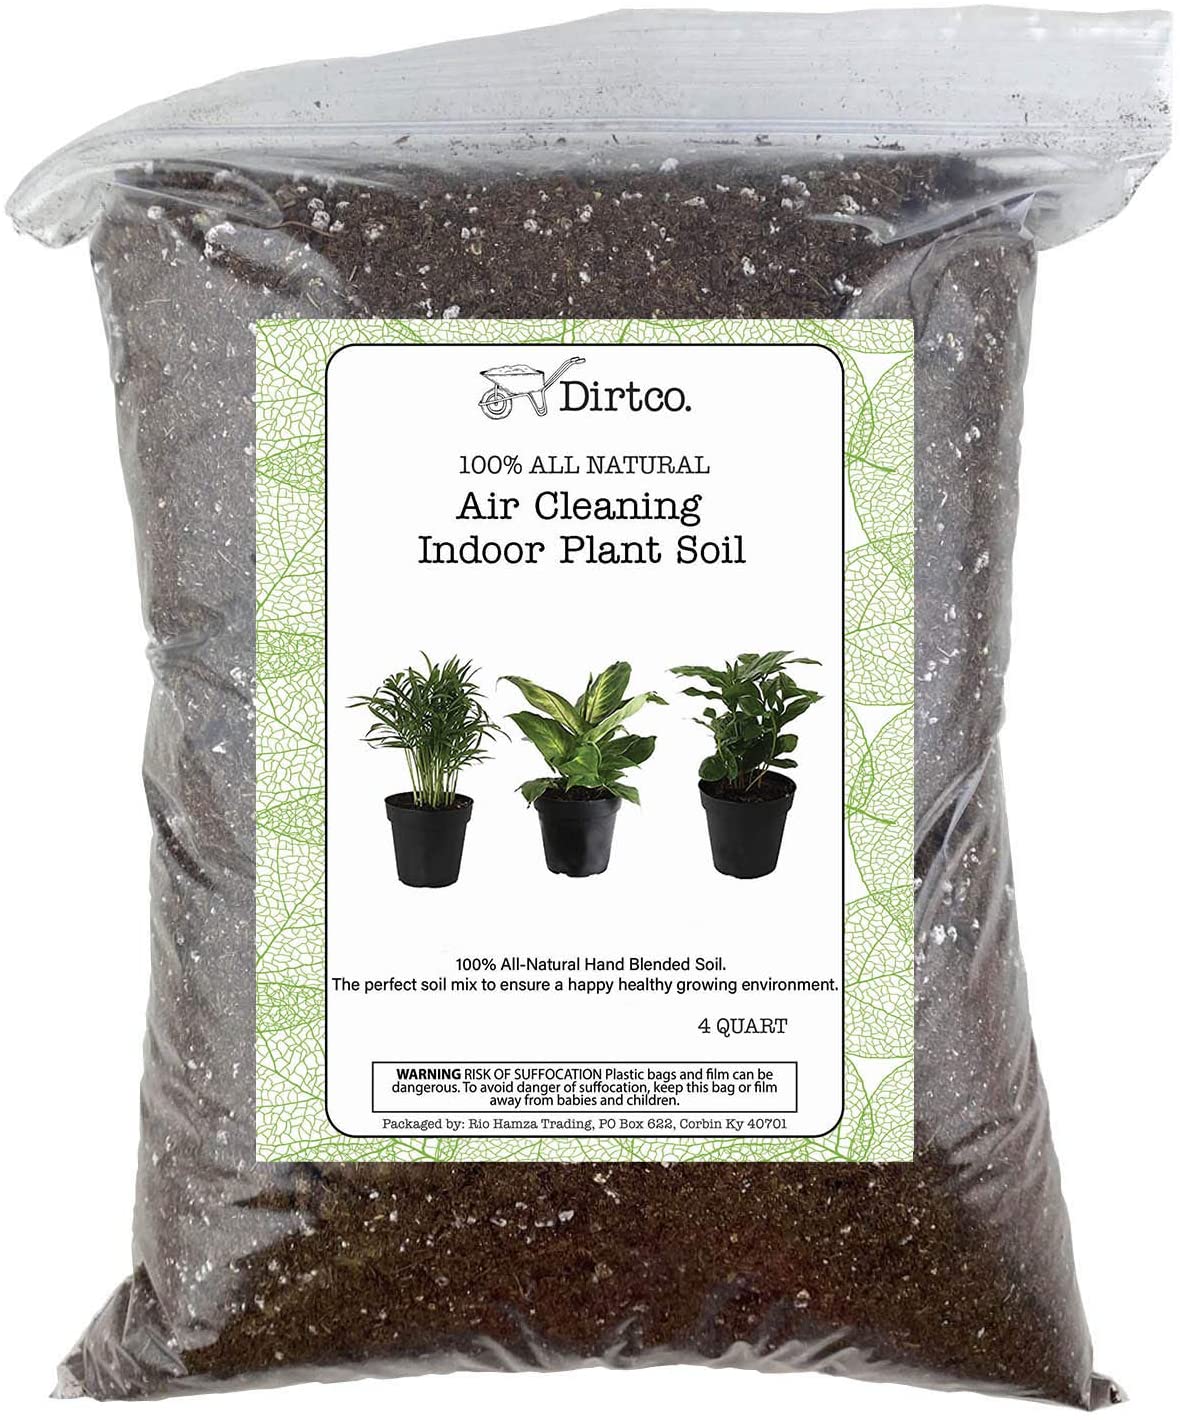 Dirtco.
100% ALL NATURAL
Air Cleaning
Indoor Plant Soil
100% All-Natural Hand Blended Soil.
The perfect soil mix to ensure a happy healthy growing environment.
4 QUART
WARNING RISK OF SUFFOCATION Plastic bags and film can be
dangerous. To avoid danger of suffocation, keep this bag or film
away from babies and children.
Packaged by: Rio Hamza Trading, PO Box 622, Corbin Ky 40701